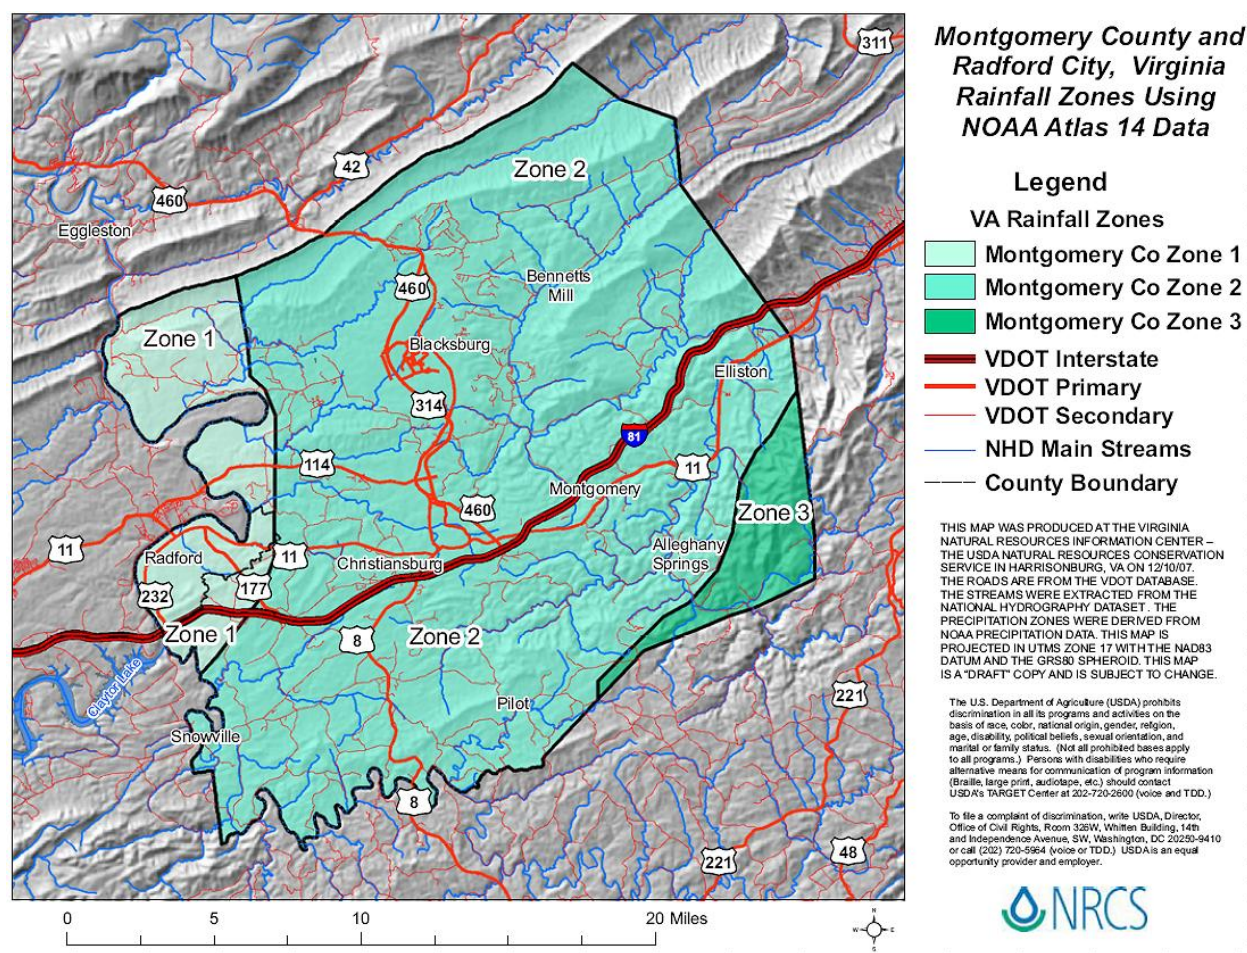 Montgomery County and
Radford City, Virginia
Rainfall Zones Using
NOAA Atlas 14 Data
Legend
VA Rainfall Zones
Montgomery Co Zone 1
Montgomery Co Zone 2
Montgomery Co Zone 3
VDOT Interstate
VDOT Primary
VDOT Secondary
NHD Main Streams
County Boundary
THIS MAP WAS PRODUCED AT THE VIRGINIA
NATURAL RESOURCES INFORMATION CENTER –
THE USDA NATURAL RESOURCES CONSERVATION
SERVICE IN HARRISONBURG, VA ON 12/10/07.
THE ROADS ARE FROM THE VDOT DATABASE.
THE STREAMS WERE EXTRACTED FROM THE
NATIONAL HYDROGRAPHY DATASET . THE
PRECIPITATION ZONES WERE DERIVED FROM
NOAA PRECIPITATION DATA. THIS MAP IS
PROJECTED IN UTMS ZONE 17 WITH THE NAD83
DATUM AND THE GRS80 SPHEROID. THIS MAP
IS A "DRAFT" COPY AND IS SUBJECT TO CHANGE.
The U.S. Department of Agriculture (USDA) prohibits
discrimination in all its programs and activities on the
basis of race, color, national origin, gender, religion,
age, disability, political beliefs, sexual orientation, and
marital or family status. (Not all prohibited bases apply
to all programs.) Persons with disabilities who require
alternative means for communication of program information
(Braille, large print, audiotape, etc.) should contact
USDA's TARGET Center at 202-720-2600 (voice and TDD.)
To file a complaint of discrimination, write USDA, Director,
Office of Civil Rights, Room 326W, Whitten Building, 14th
and Independence Avenue, SW, Washington, DC 20250-9410
or call (202) 720-5964 (voice or TDD.) USDA is an equal
opportunity provider and employer.
NRCS
311
42
Zone 2
460
Eggleston
Bennetts
Mill
460
Zone 1
Blacksburg
Elliston
314
81
114
11
Montgomery
460
Zone 3
11
Radford
11
Christiansburg
Alleghany
Springs
177
232
Zone 1
8
Zone 2
Claytor Lake
221
Pilot
Snowville
8
221
48
0
5
10
20 Miles
N
W
E
S